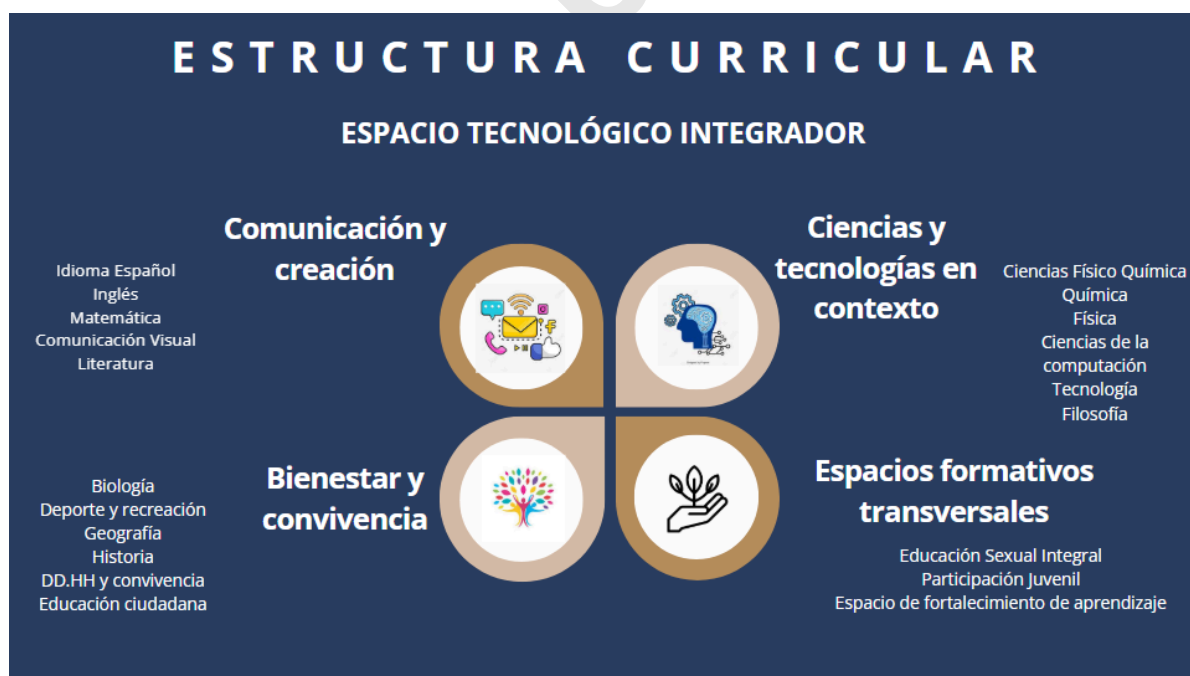 ESTRUCTURA CURRICULAR
ESPACIO TECNOLÓGICO INTEGRADOR
Comunicación y
creación
Idioma Español
Inglés
Matemática
Comunicación Visual
Literatura
Ciencias y
tecnologías en
contexto
Ciencias Físico Química
Química
Física
Ciencias de la
computación
Tecnología
Filosofía
Bienestar y
convivencia
Biología
Deporte y recreación
Geografía
Historia
DD.HH y convivencia
Educación ciudadana
Espacios formativos
transversales
Educación Sexual Integral
Participación Juvenil
Espacio de fortalecimiento de aprendizaje